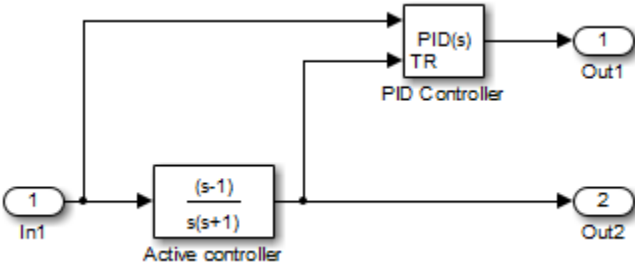 PID(s)
TR
PID Controller
1
Out1
1
In1
(s-1)
s(s+1)
Active controller
2
Out2